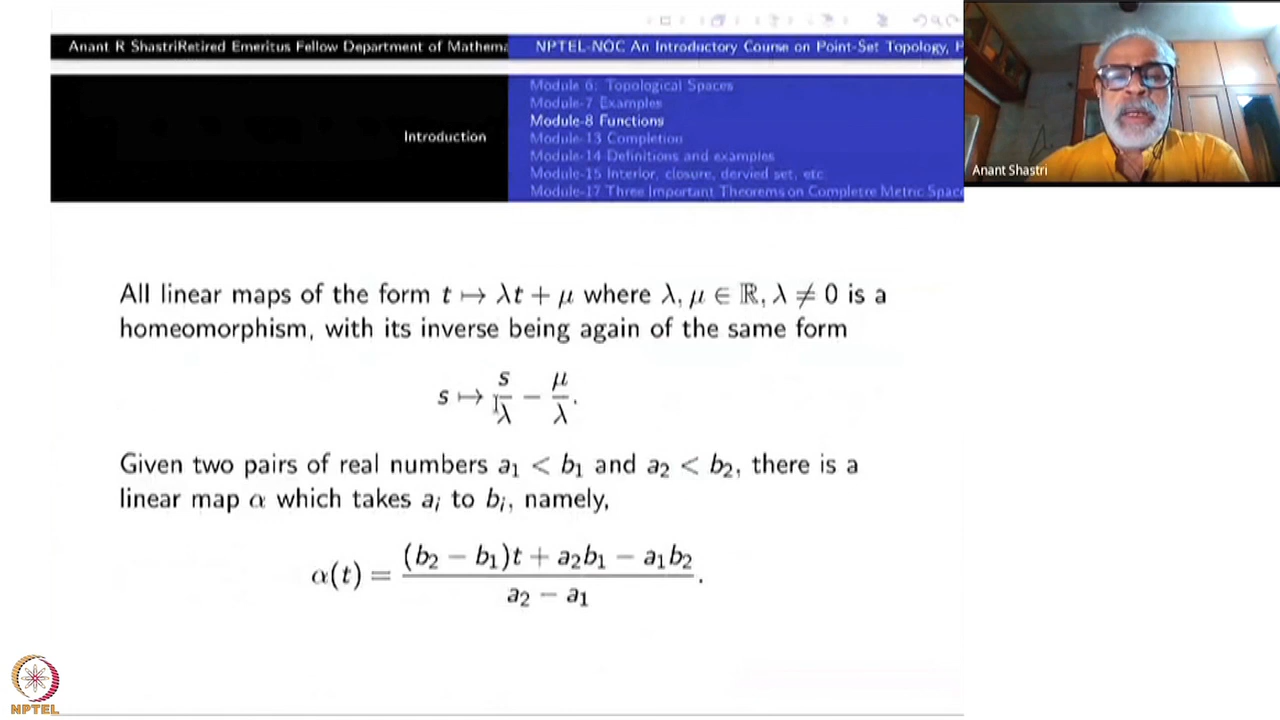 Anant R ShastriRetired Emeritus Fellow Department of Mathema
NPTEL-NOC An Introductory Course on Point-Set Topology, P
Introduction
Module 6: Topological Spaces
Module-7 Examples
Module-8 Functions
Module-13 Completion
Module-14 Definitions and examples
Module-15 Interior, closure, dervied set, etc
Module-17 Three Important Theorems on Completre Metric Spac
Anant Shastri
All linear maps of the form t ↦ λt + μ where λ, μ ∈ ℝ, λ ≠ 0 is a
homeomorphism, with its inverse being again of the same form
s ↦ s/λ − μ/λ.
Given two pairs of real numbers a₁ < b₁ and a₂ < b₂, there is a
linear map α which takes aᵢ to bᵢ, namely,
α(t) = ((b₂ − b₁)t + a₂b₁ − a₁b₂)/(a₂ − a₁).
NPTEL